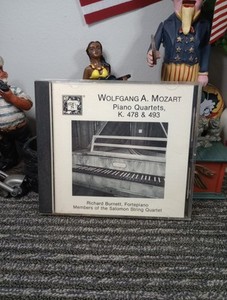 WOLFGANG A. MOZART
Piano Quartets,
K. 478 & 493
Richard Burnett, Fortepiano
Members of the Salomon String Quartet